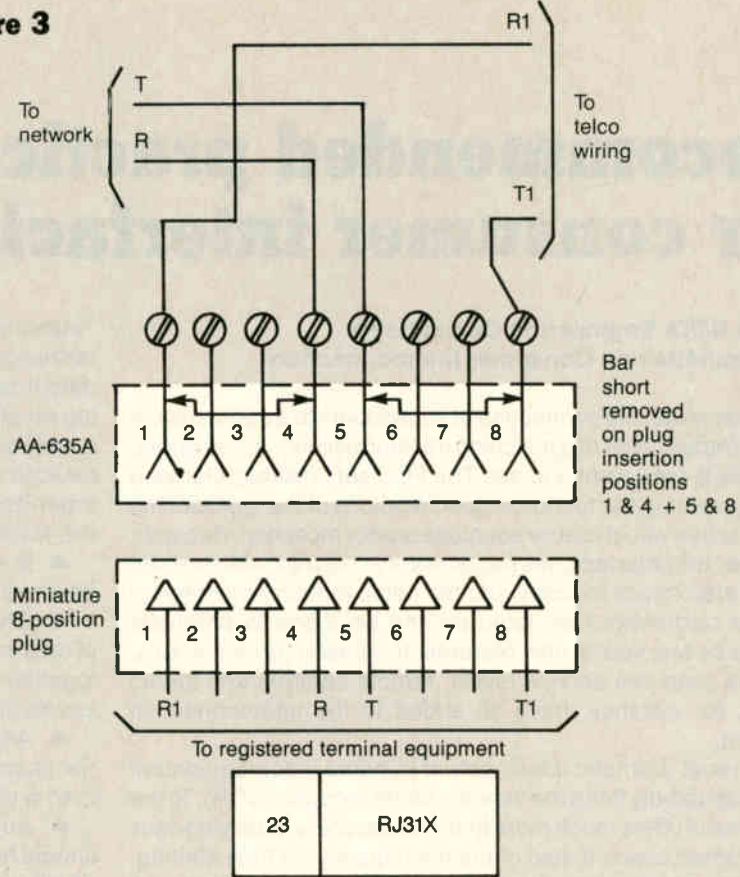 re 3
R1
T
To
network
R
To
telco
wiring
T1
AA-635A
1 2 3 4 5 6 7 8
Bar
short
removed
on plug
insertion
positions
1 & 4 + 5 & 8
Miniature
8-position
plug
1 2 3 4 5 6 7 8
R1 R T T1
To registered terminal equipment
23 RJ31X